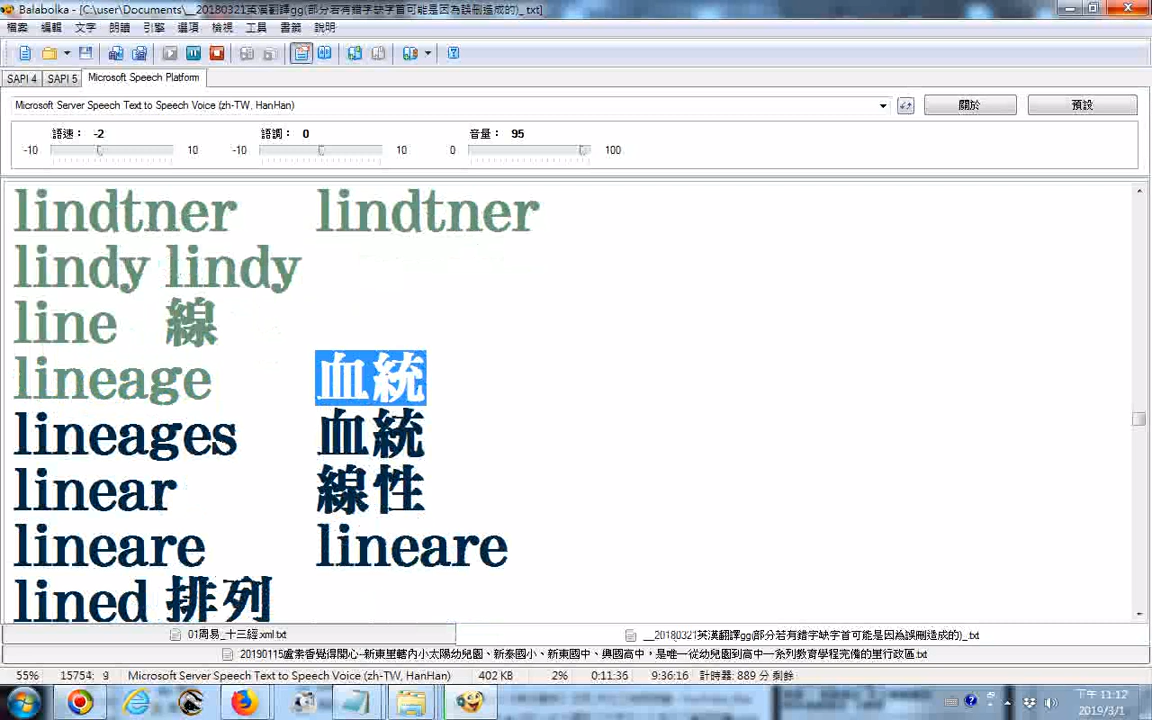 Balabolka - [C:\user\Documents\__20180321英漢翻譯gg(部分若有錯字缺字首可能是因為誤刪造成的)_.txt]
檔案 編輯 文字 朗讀 引擎 選項 檢視 工具 書籤 說明
SAPI 4 SAPI 5 Microsoft Speech Platform
Microsoft Server Speech Text to Speech Voice (zh-TW, HanHan) 關於 預設
語速： -2 語調： 0 音量： 95
-10 10 -10 10 0 100
lindtner lindtner
lindy lindy
line 線
lineage 血統
lineages 血統
linear 線性
lineare lineare
lined 排列
01周易_十三經.xml.txt __20180321英漢翻譯gg(部分若有錯字缺字首可能是因為誤刪造成的)_.txt
20190115盧素香覺得開心--新東里轄內小太陽幼兒園、新泰國小、新東國中、興國高中，是唯一從幼兒園到高中一系列教育學程完備的里行政區.txt
55% 15754: 9 Microsoft Server Speech Text to Speech Voice (zh-TW, HanHan) 402 KB 2% 0:11:36 9:36:16 計時器: 889 分 剩餘
下午 11:12
2019/3/1